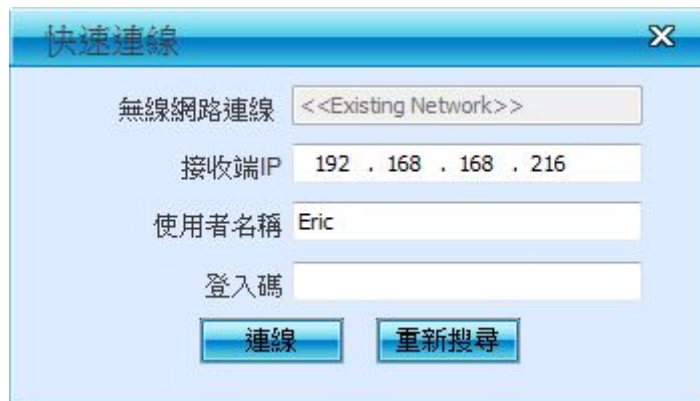 快速連線
無線網路連線 <<Existing Network>>
接收端IP 192 . 168 . 168 . 216
使用者名稱 Eric
登入碼
連線 重新搜尋